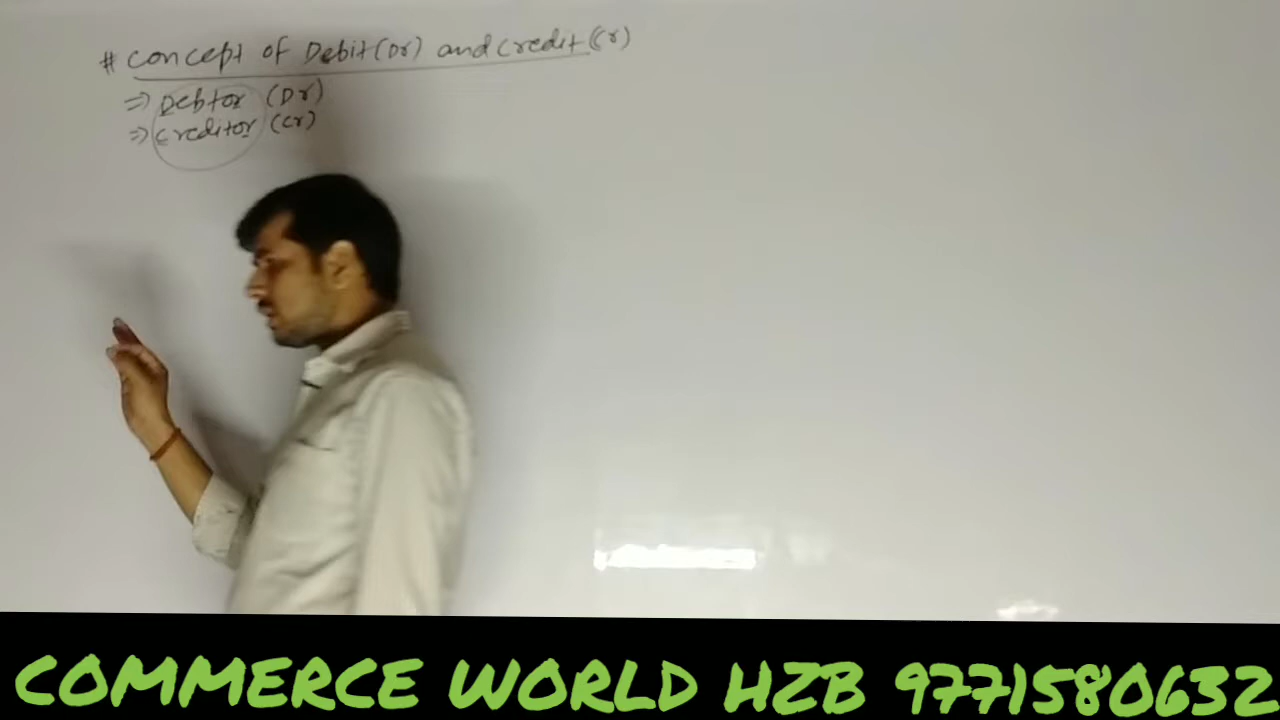 # Concept of Debit (Dr) and Credit (Cr)
⇒ Debtor (Dr)
⇒ Creditor (Cr)
COMMERCE WORLD HZB 9771580632